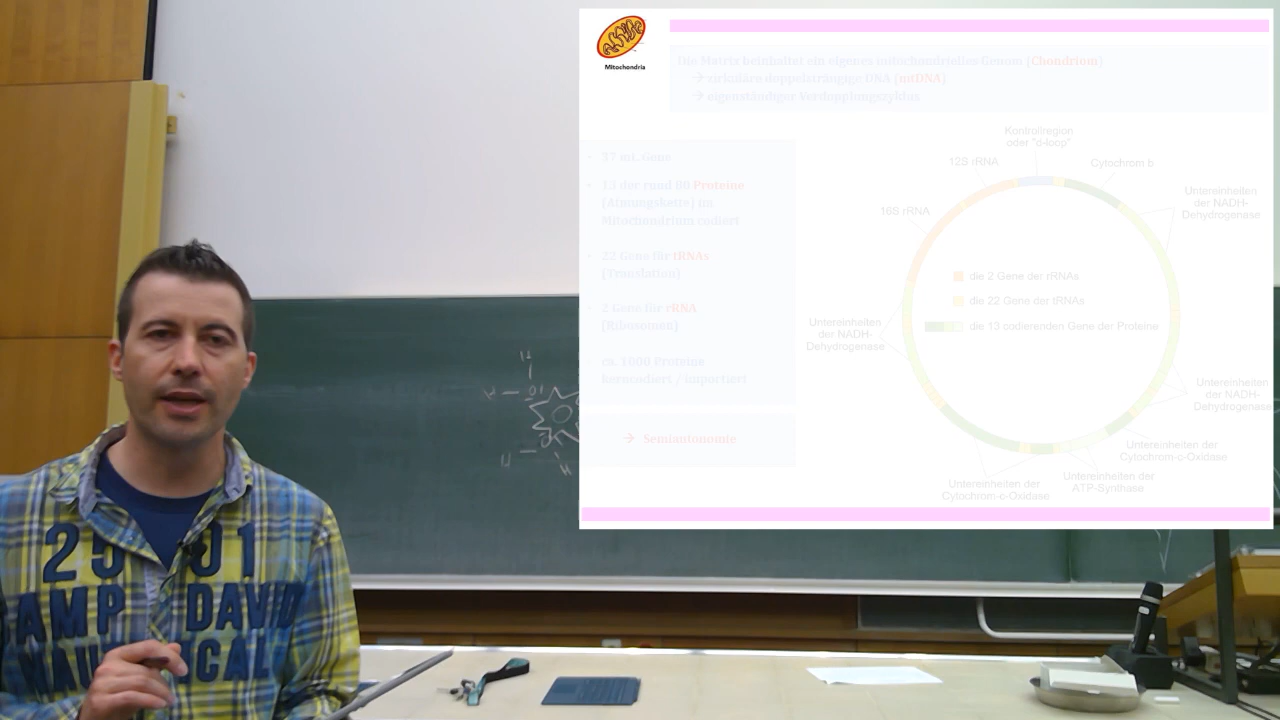 Mitochondria
Die Matrix beinhaltet ein eigenes mitochondrielles Genom (Chondrium)
→ zirkuläre doppelsträngige DNA (mtDNA)
→ eigenständiger Verdopplungszyklus
• 37 mt. Gene
• 13 der rund 90 Proteine
(Atmungskette) im
Mitochondrium codiert
• 22 Gene für tRNAs
(Translation)
• 2 Gene für rRNA
(Ribosomen)
• ca. 1000 Proteine
kerncodiert / importiert
→ Semiautonomie
Kontrollregion
oder "d-loop"
12S rRNA
Cytochrom b
16S rRNA
Untereinheiten
der NADH-
Dehydrogenase
die 2 Gene der rRNAs
die 22 Gene der tRNAs
die 13 codierenden Gene der Proteine
Untereinheiten
der NADH-
Dehydrogenase
Untereinheiten
der NADH-
Dehydrogenase
Untereinheiten der
Cytochrom-c-Oxidase
Untereinheiten der
ATP-Synthase
Untereinheiten der
Cytochrom-c-Oxidase
25 01
AMP DAVID
NAUTICAL